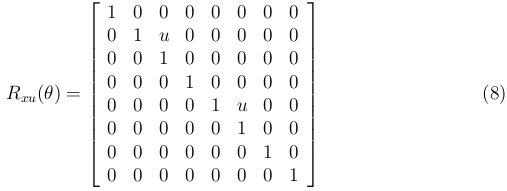 1 0 0 0 0 0 0 0
0 1 u 0 0 0 0 0
0 0 1 0 0 0 0 0
R_{xu}(θ) = 0 0 0 1 0 0 0 0 (8)
0 0 0 0 1 u 0 0
0 0 0 0 0 1 0 0
0 0 0 0 0 0 1 0
0 0 0 0 0 0 0 1